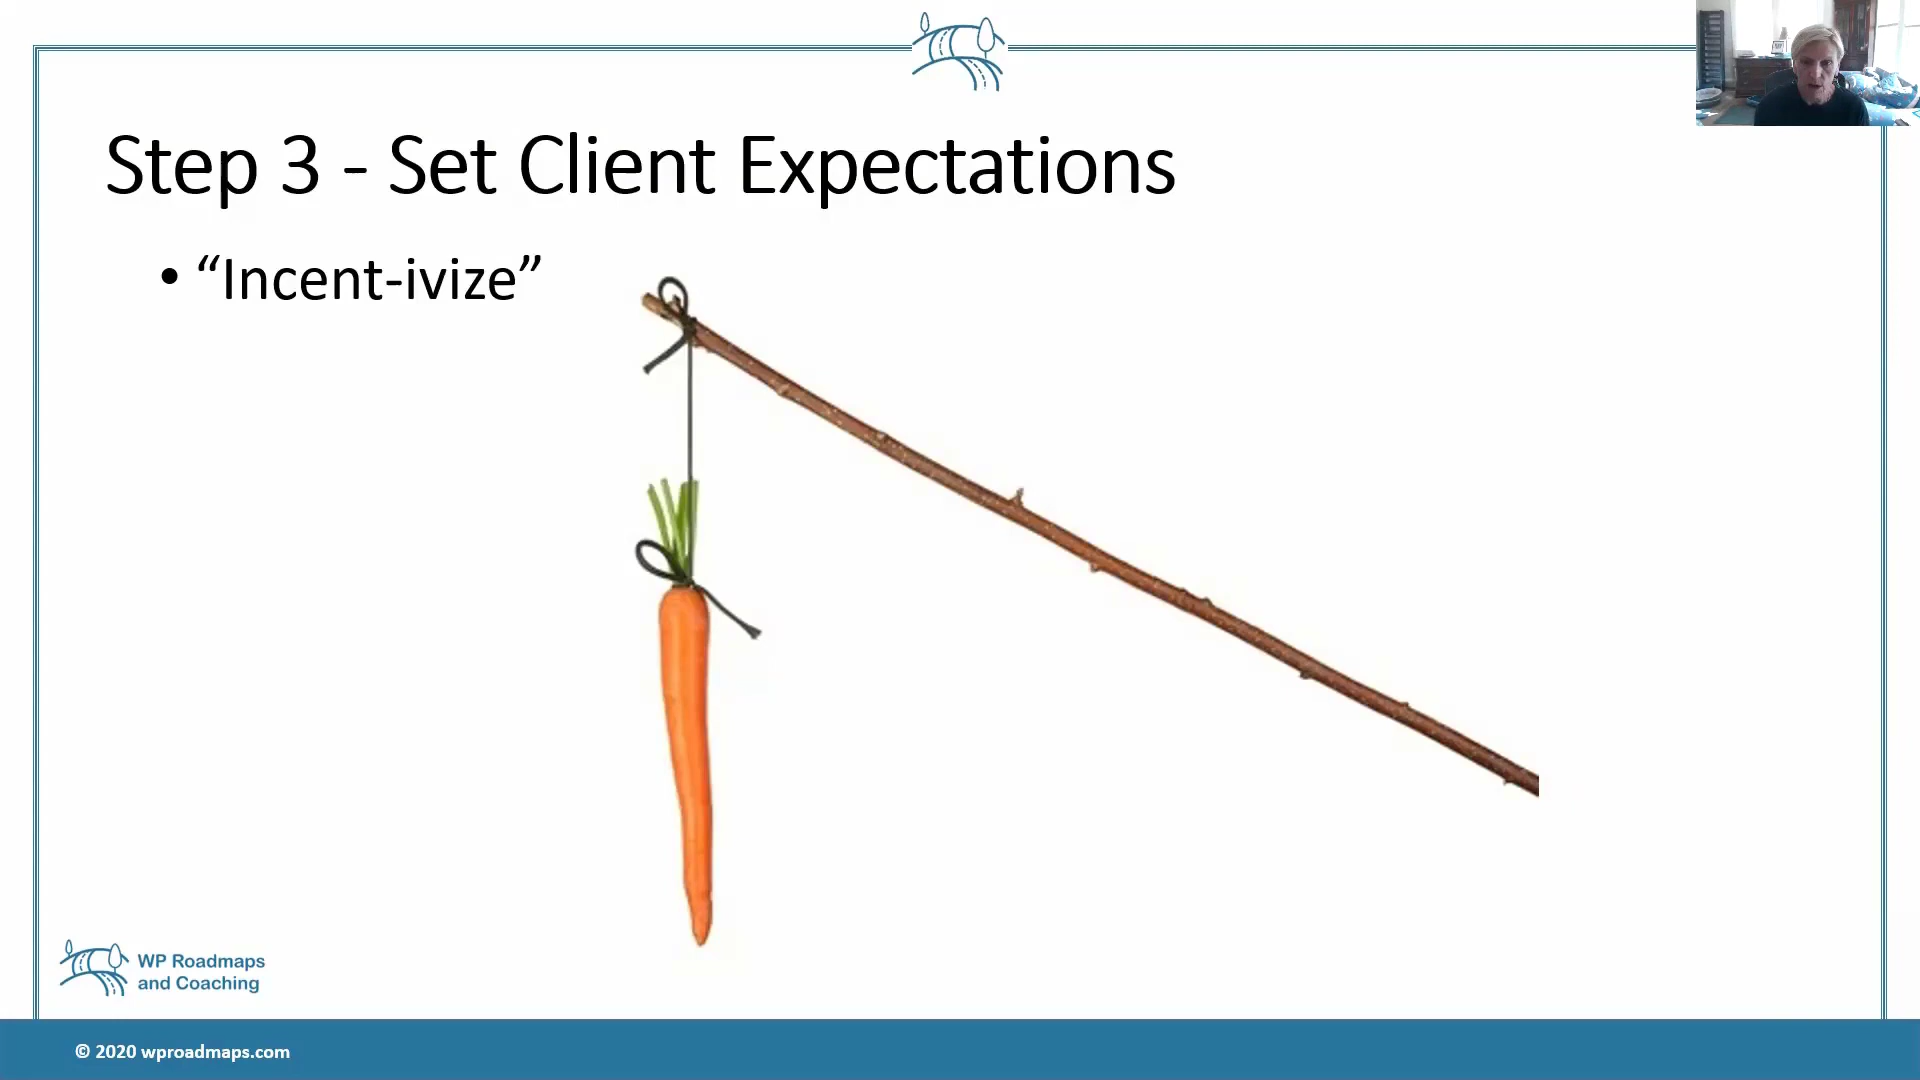 Step 3 - Set Client Expectations
• “Incent-ivize”
WP Roadmaps
and Coaching
© 2020 wproadmaps.com